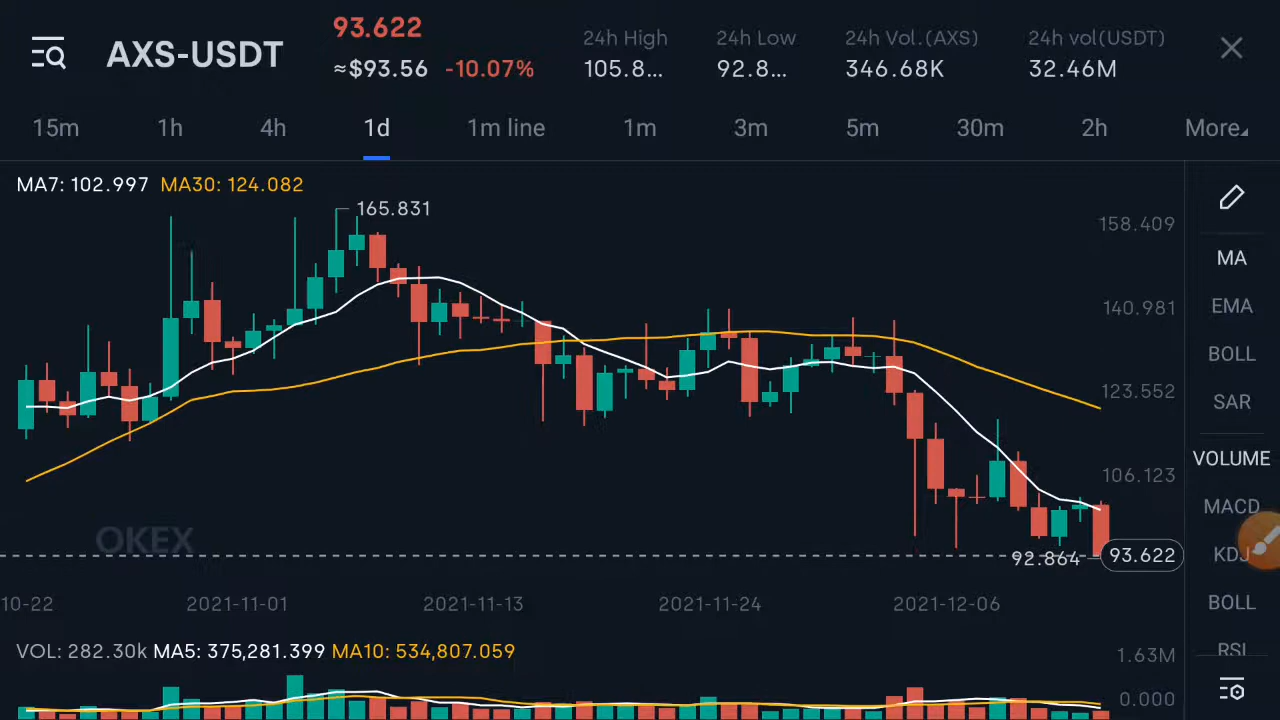 AXS-USDT
93.622
≈$93.56 -10.07%
24h High
105.8...
24h Low
92.8...
24h Vol.(AXS)
346.68K
24h vol(USDT)
32.46M
15m 1h 4h 1d 1m line 1m 3m 5m 30m 2h More
MA7: 102.997 MA30: 124.082
165.831
158.409
140.981
123.552
106.123
OKEX
92.864
93.622
10-22 2021-11-01 2021-11-13 2021-11-24 2021-12-06
VOL: 282.30k MA5: 375,281.399 MA10: 534,807.059
1.63M
0.000
MA
EMA
BOLL
SAR
VOLUME
MACD
KDJ
BOLL
RSI